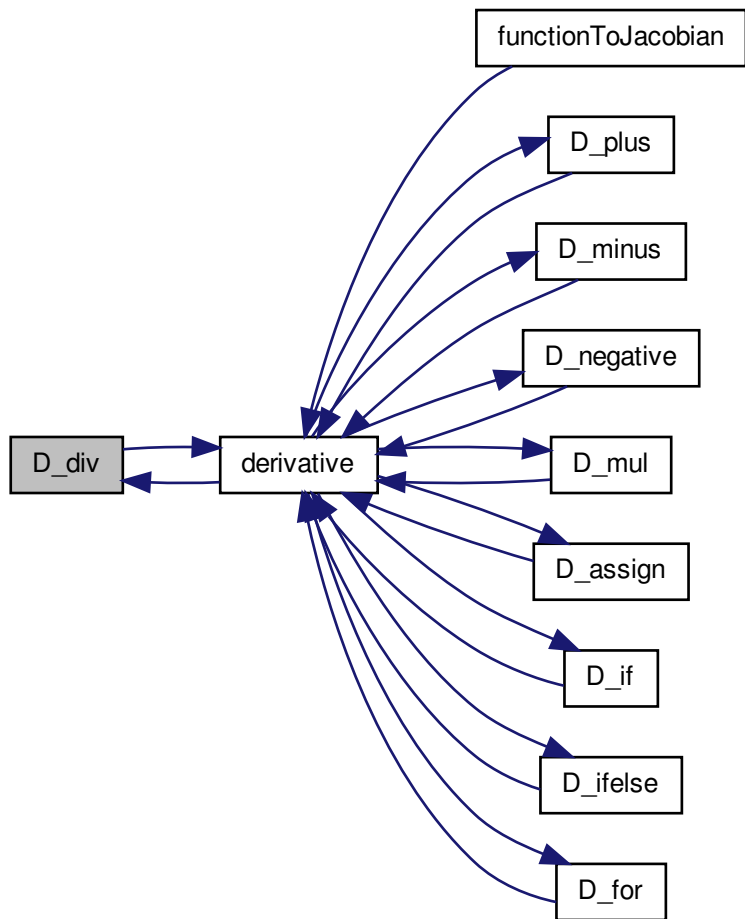 functionToJacobian
D_plus
D_minus
D_negative
D_div
derivative
D_mul
D_assign
D_if
D_ifelse
D_for